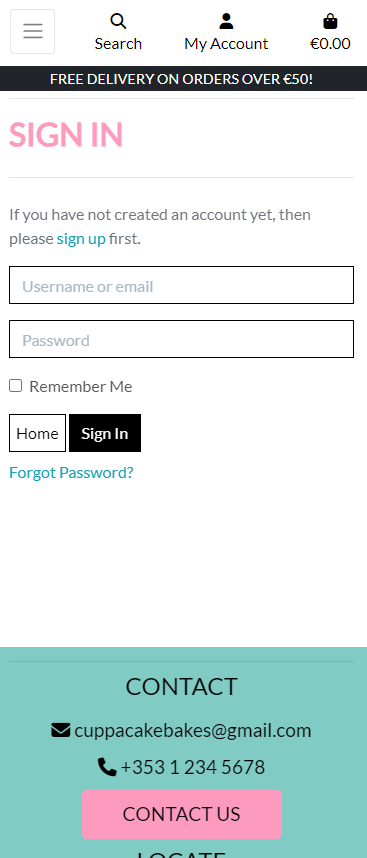 Search
My Account
€0.00
FREE DELIVERY ON ORDERS OVER €50!
SIGN IN
If you have not created an account yet, then
please sign up first.
Username or email
Password
Remember Me
Home
Sign In
Forgot Password?
CONTACT
cuppacakebakes@gmail.com
+353 1 234 5678
CONTACT US
LOCATE